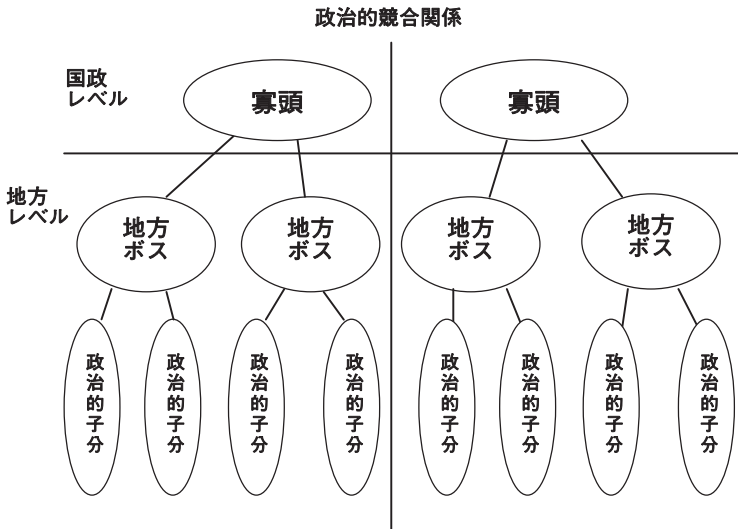 政治的競合関係
国政
レベル
寡頭
寡頭
地方
レベル
地方
ボス
地方
ボス
地方
ボス
地方
ボス
政治的子分
政治的子分
政治的子分
政治的子分
政治的子分
政治的子分
政治的子分
政治的子分